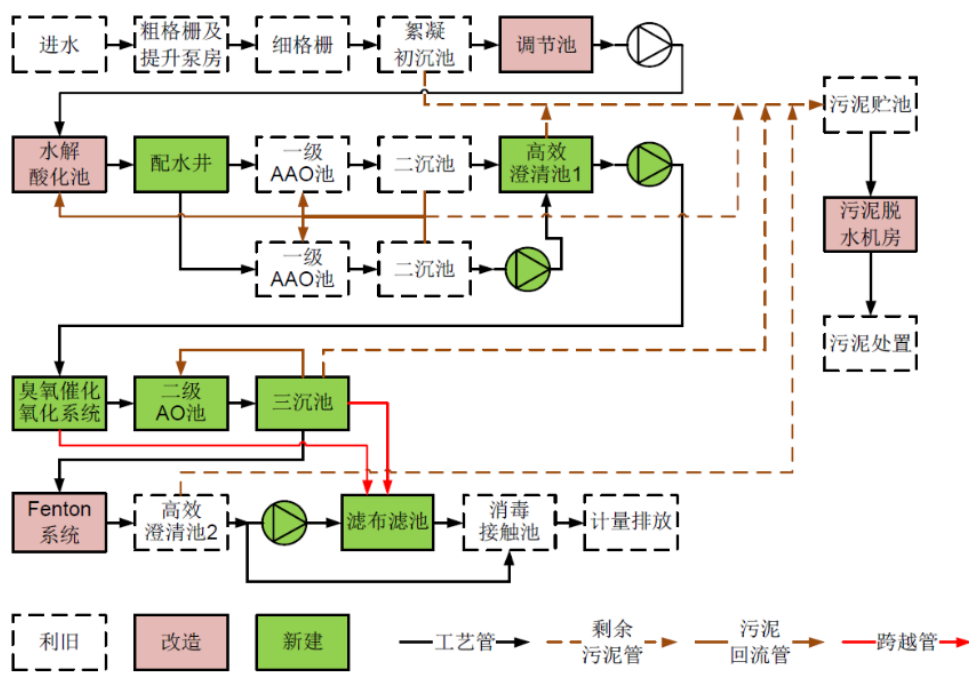 进水
粗格栅及
提升泵房
细格栅
絮凝
初沉池
调节池
污泥贮池
水解
酸化池
配水井
一级
AAO池
二沉池
高效
澄清池1
污泥脱
水机房
一级
AAO池
二沉池
污泥处置
臭氧催化
氧化系统
二级
AO池
三沉池
Fenton
系统
高效
澄清池2
滤布滤池
消毒
接触池
计量排放
利旧
改造
新建
工艺管
剩余
污泥管
污泥
回流管
跨越管